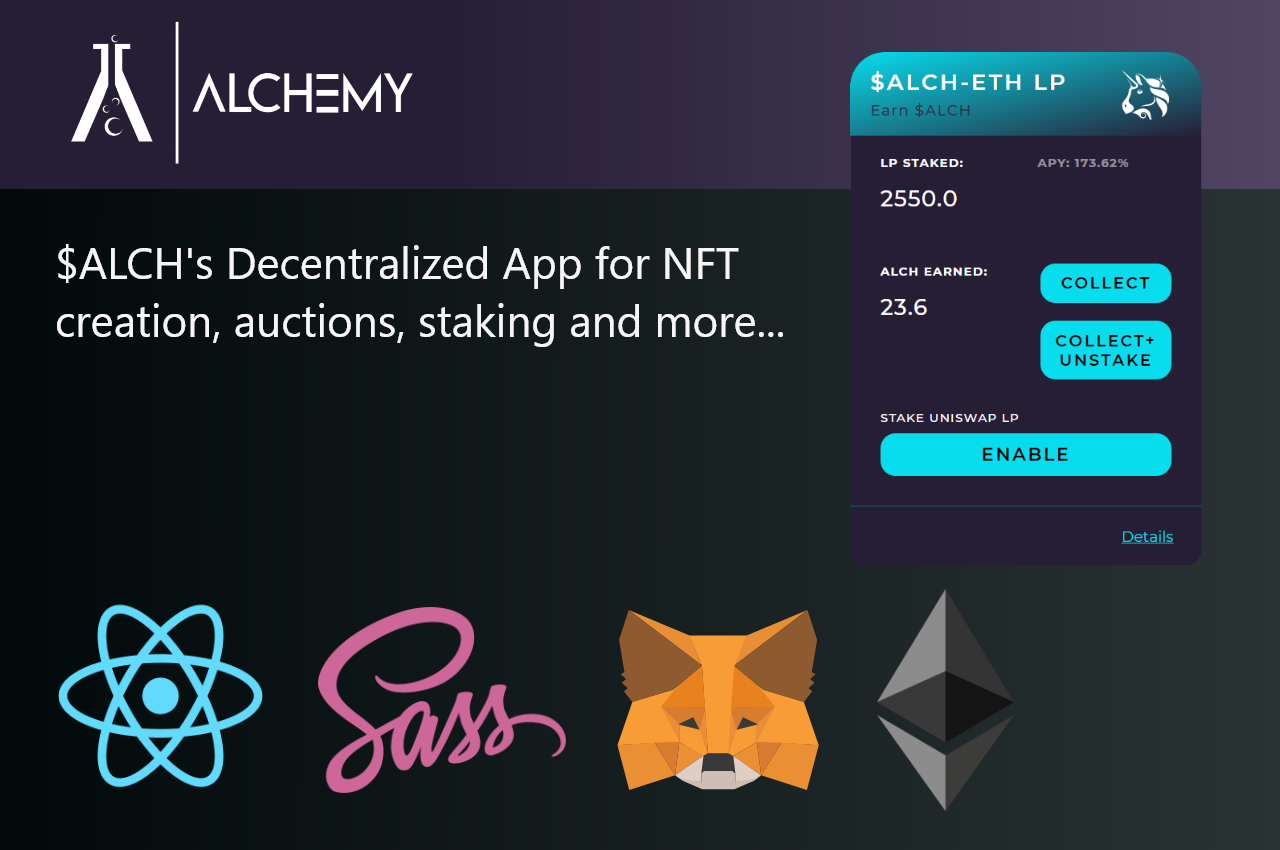 ALCHEMY
$ALCH's Decentralized App for NFT
creation, auctions, staking and more...
$ALCH-ETH LP
Earn $ALCH
LP STAKED:
APY: 173.62%
2550.0
ALCH EARNED:
23.6
COLLECT
COLLECT+
UNSTAKE
STAKE UNISWAP LP
ENABLE
Details
Sass